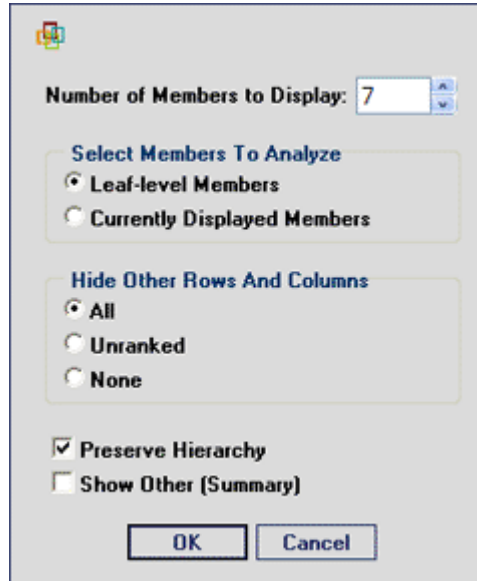 Number of Members to Display: 7
Select Members To Analyze
Leaf-level Members
Currently Displayed Members
Hide Other Rows And Columns
All
Unranked
None
Preserve Hierarchy
Show Other (Summary)
OK Cancel